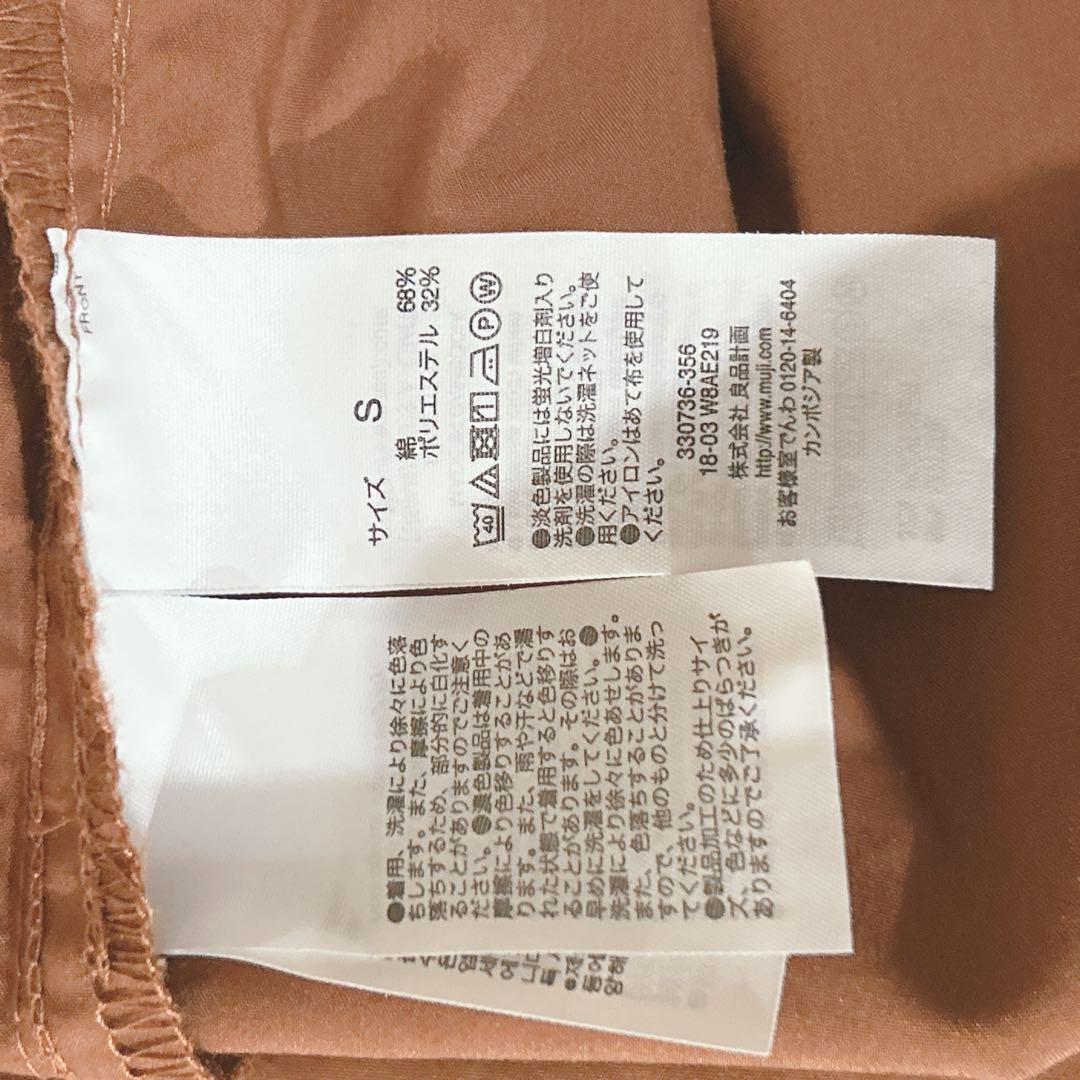 FRONT
サイズ S
綿 68%
ポリエステル 32%
40 P W
●淡色製品には蛍光増白剤入り
洗剤を使用しないでください。
●洗濯の際は洗濯ネットをご使
用ください。
●アイロンはあて布を使用して
ください。
330736-356
18-03 W8AE219
株式会社 良品計画
http://www.muji.com
お客様室でんわ 0120-14-6404
カンボジア製
●着用、洗濯により徐々に色落
ちします。また、摩擦により色
落ちするため、部分的に白化す
ることがありますのでご注意く
ださい。●濃色製品は着用中の
摩擦により色移りすることがあ
ります。また、雨や汗などで濡
れた状態で着用すると色移りす
ることがあります。その際はお
早めに洗濯をしてください。●
洗濯により徐々に色あせします。
また、色落ちすることがありま
すので、他のものと分けて洗っ
てください。
●製品加工のため仕上りサイ
ズ、色などに多少のばらつきが
ありますのでご了承ください。